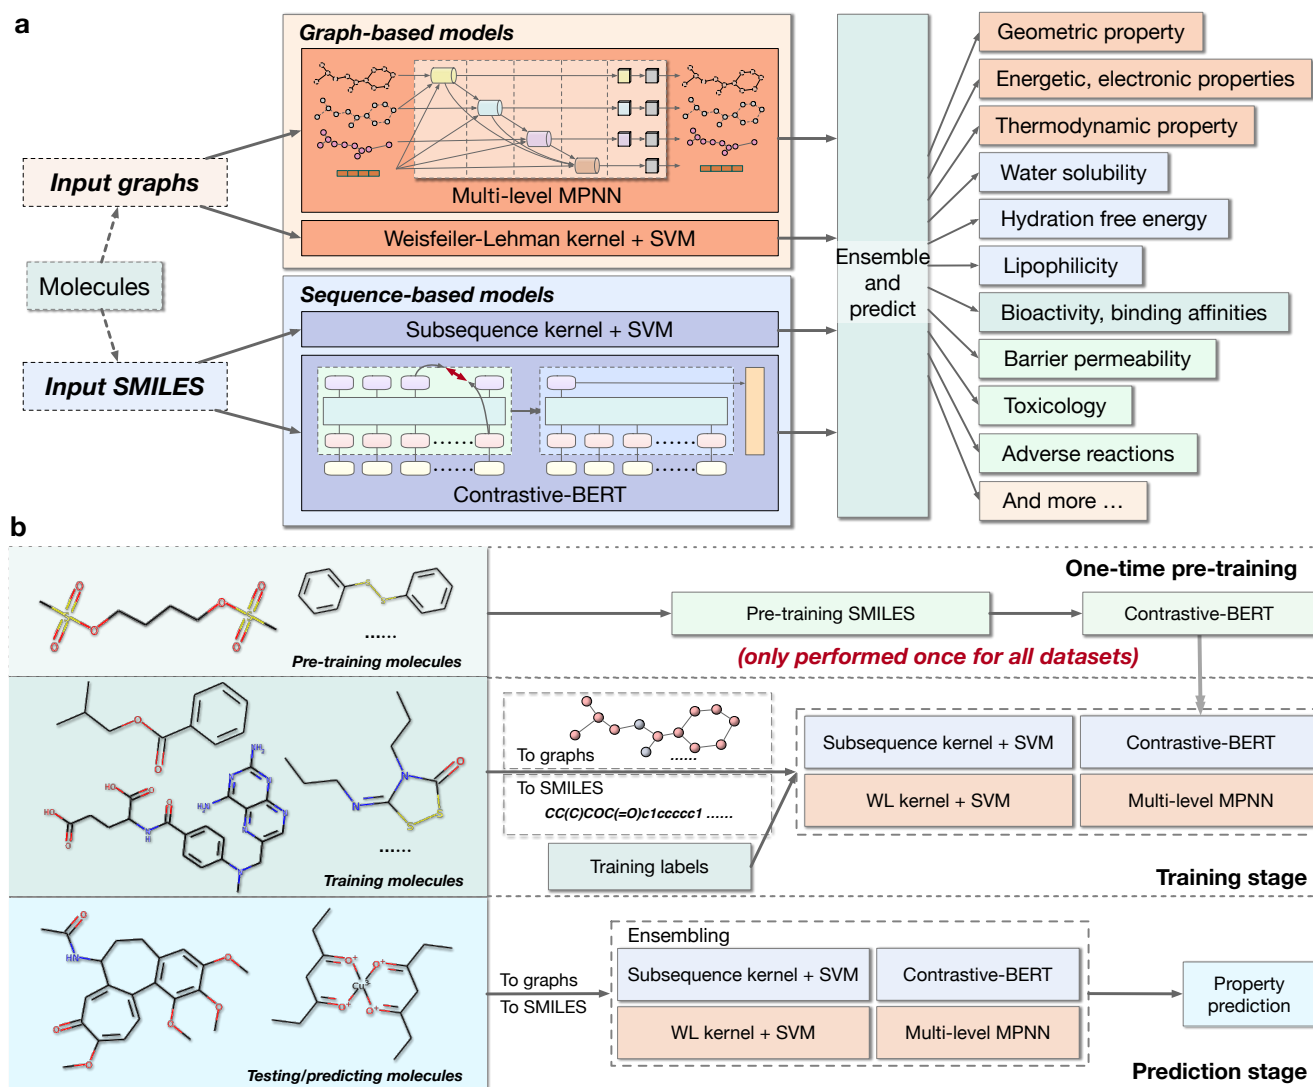 a
Graph-based models
Multi-level MPNN
Weisfeiler-Lehman kernel + SVM
Input graphs
Molecules
Input SMILES
Sequence-based models
Subsequence kernel + SVM
......
......
......
Contrastive-BERT
Ensemble
and
predict
Geometric property
Energetic, electronic properties
Thermodynamic property
Water solubility
Hydration free energy
Lipophilicity
Bioactivity, binding affinities
Barrier permeability
Toxicology
Adverse reactions
And more ...
b
......
Pre-training molecules
One-time pre-training
Pre-training SMILES
Contrastive-BERT
(only performed once for all datasets)
O
O
O
O
O
O
S
S
S
S
O
O
NH₂
N
N
NH₂
N
N
HO
O
HO
O
N
H
O
N
N
N
O
S
S
......
Training molecules
To graphs
......
To SMILES
CC(C)COC(=O)c1ccccc1 ......
Training labels
Subsequence kernel + SVM
Contrastive-BERT
WL kernel + SVM
Multi-level MPNN
Training stage
O
NH
O
O
O
O
O
O⁺
O⁺
Cu
O⁺
O⁺
Testing/predicting molecules
To graphs
To SMILES
Ensembling
Subsequence kernel + SVM
Contrastive-BERT
WL kernel + SVM
Multi-level MPNN
Property
prediction
Prediction stage